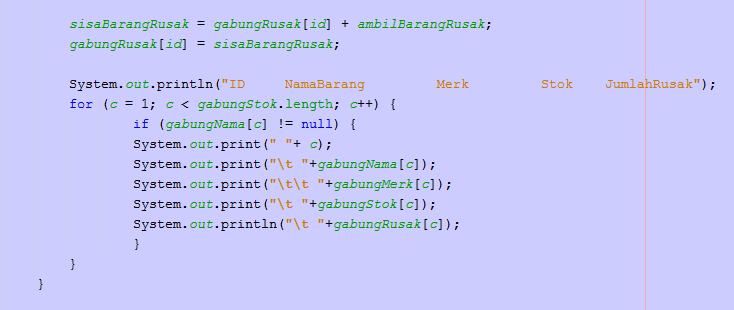 sisaBarangRusak = gabungRusak[id] + ambilBarangRusak;
gabungRusak[id] = sisaBarangRusak;
System.out.println("ID     NamaBarang         Merk         Stok    JumlahRusak");
for (c = 1; c < gabungStok.length; c++) {
if (gabungNama[c] != null) {
System.out.print(" "+ c);
System.out.print("\t "+gabungNama[c]);
System.out.print("\t\t "+gabungMerk[c]);
System.out.print("\t "+gabungStok[c]);
System.out.println("\t "+gabungRusak[c]);
}
}
}